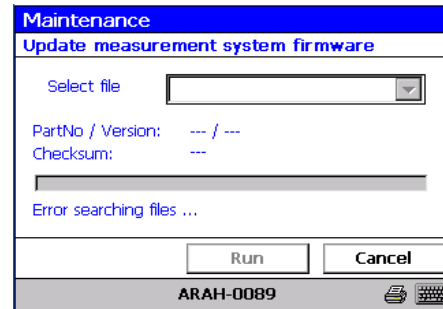 Maintenance
Update measurement system firmware
Select file
PartNo / Version: --- / ---
Checksum: ---
Error searching files ...
Run Cancel
ARAH-0089